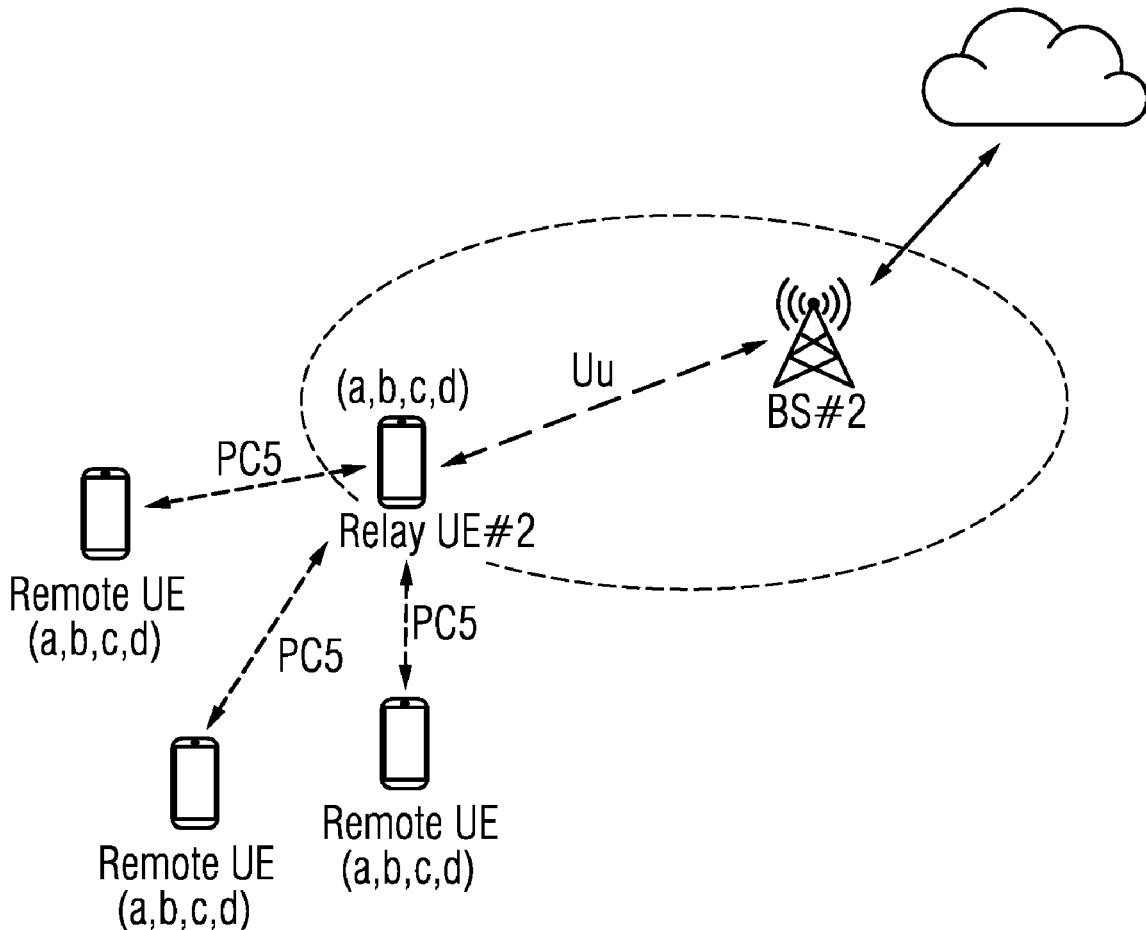 Uu
BS#2
(a,b,c,d)
PC5
Relay UE#2
Remote UE
(a,b,c,d)
PC5
PC5
Remote UE
(a,b,c,d)
Remote UE
(a,b,c,d)